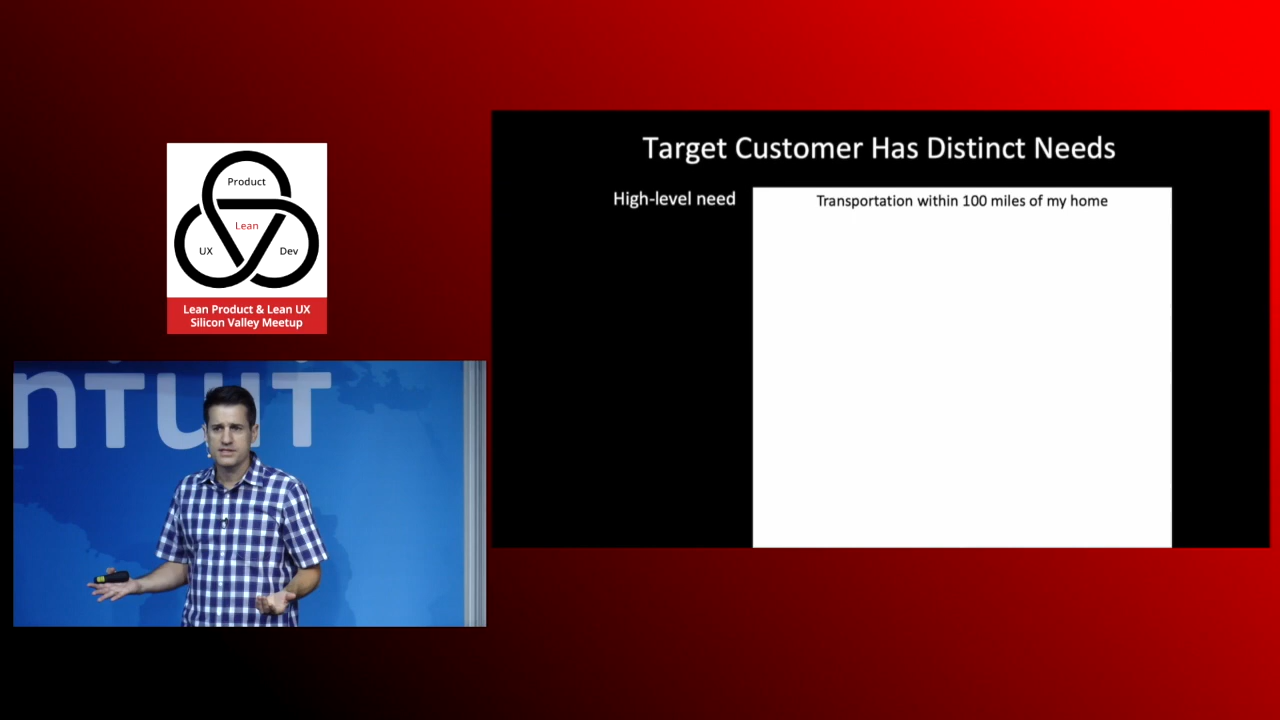 Product
Lean
UX
Dev
Lean Product & Lean UX
Silicon Valley Meetup
nTUIT
Target Customer Has Distinct Needs
High-level need
Transportation within 100 miles of my home